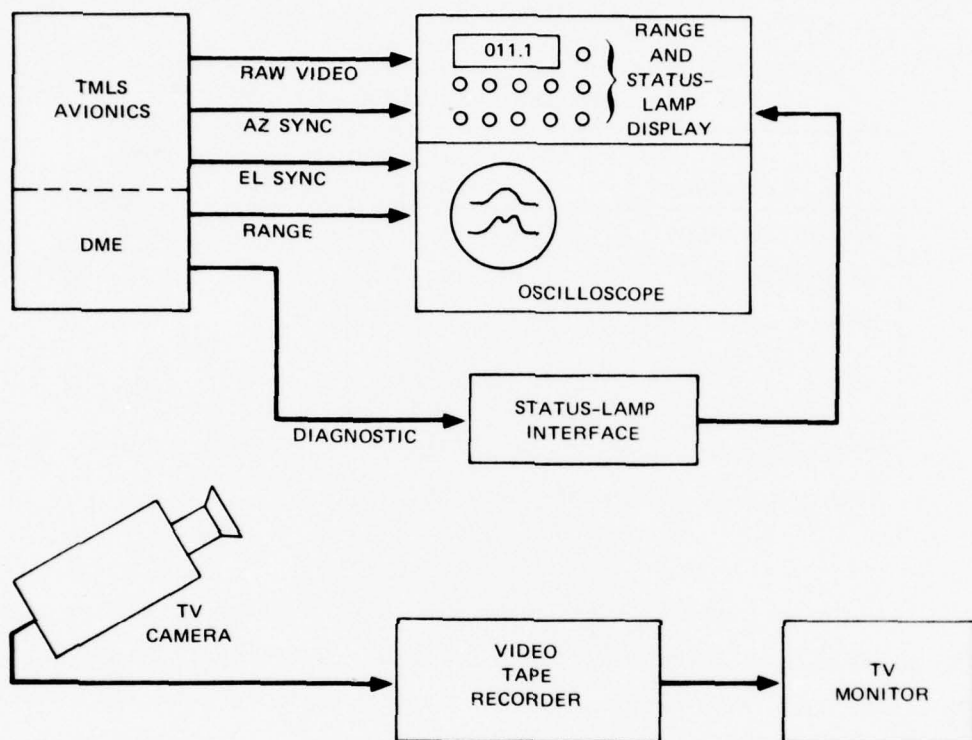 TMLS
AVIONICS
DME
RAW VIDEO
AZ SYNC
EL SYNC
RANGE
DIAGNOSTIC
011.1
RANGE
AND
STATUS-
LAMP
DISPLAY
OSCILLOSCOPE
STATUS-LAMP
INTERFACE
TV
CAMERA
VIDEO
TAPE
RECORDER
TV
MONITOR